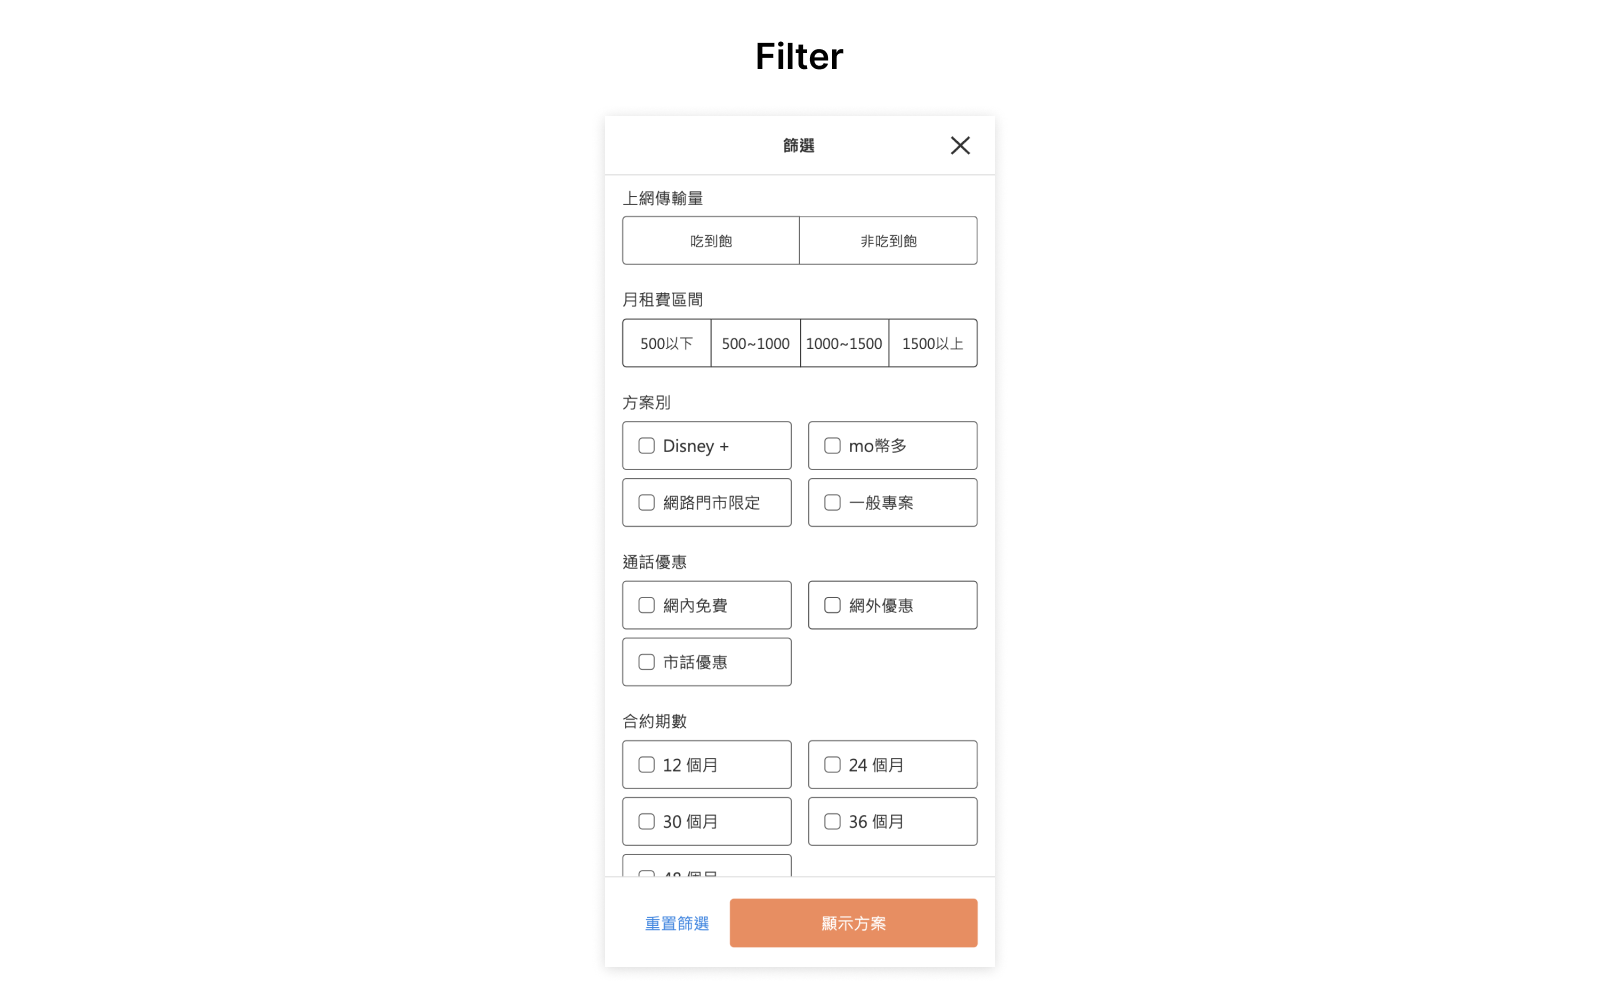 Filter
篩選
上網傳輸量
吃到飽 非吃到飽
月租費區間
500以下 500~1000 1000~1500 1500以上
方案別
Disney + mo幣多
網路門市限定 一般專案
通話優惠
網內免費 網外優惠
市話優惠
合約期數
12 個月 24 個月
30 個月 36 個月
48 個月
重置篩選 顯示方案